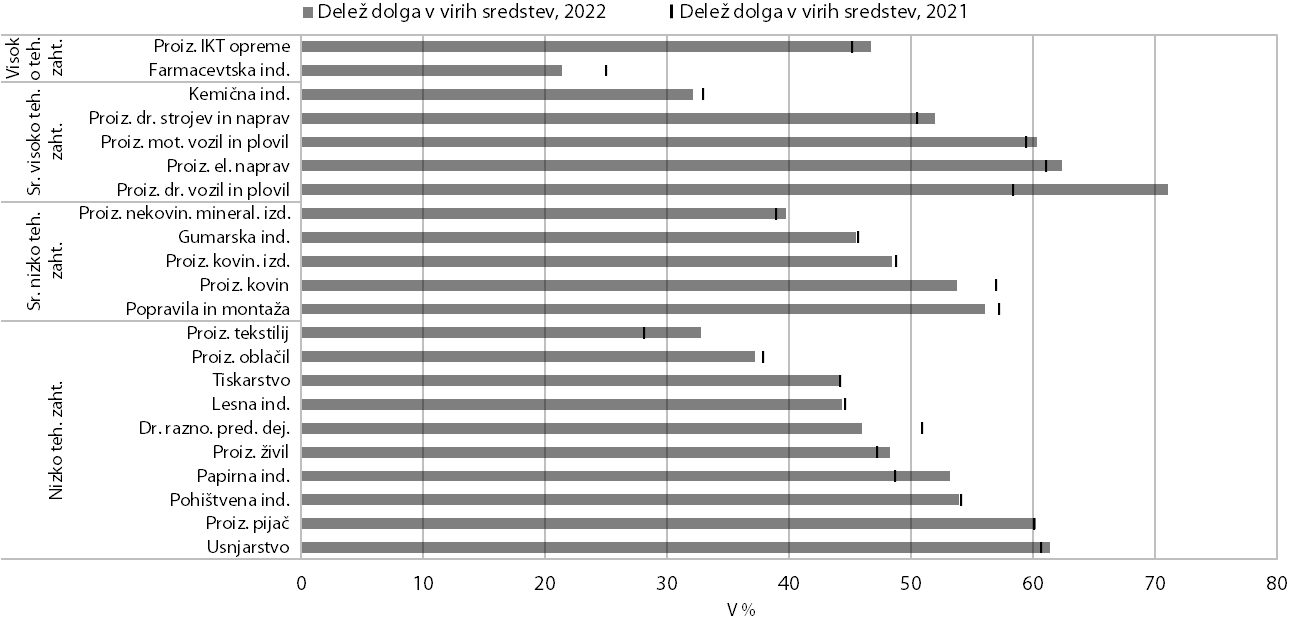 Delež dolga v virih sredstev, 2022
Delež dolga v virih sredstev, 2021
Visok
o teh.
zaht.
Proiz. IKT opreme
Farmacevtska ind.
Sr. visoko teh.
zaht.
Kemična ind.
Proiz. dr. strojev in naprav
Proiz. mot. vozil in plovil
Proiz. el. naprav
Proiz. dr. vozil in plovil
Sr. nizko teh.
zaht.
Proiz. nekovin. mineral. izd.
Gumarska ind.
Proiz. kovin. izd.
Proiz. kovin
Popravila in montaža
Nizko teh. zaht.
Proiz. tekstilij
Proiz. oblačil
Tiskarstvo
Lesna ind.
Dr. razno. pred. dej.
Proiz. živil
Papirna ind.
Pohištvena ind.
Proiz. pijač
Usnjarstvo
0 10 20 30 40 50 60 70 80
V %